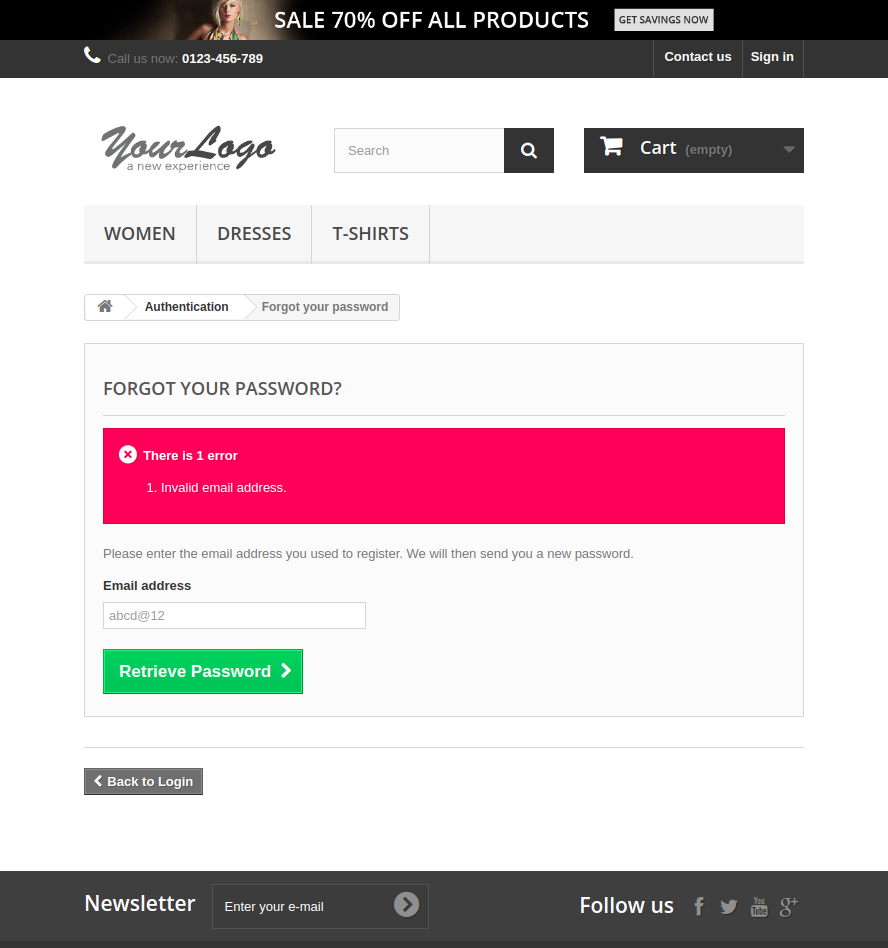 SALE 70% OFF ALL PRODUCTS GET SAVINGS NOW
Call us now: 0123-456-789 Contact us Sign in
YourLogo
a new experience
Search
Cart (empty)
WOMEN DRESSES T-SHIRTS
Authentication Forgot your password
FORGOT YOUR PASSWORD?
There is 1 error
1. Invalid email address.
Please enter the email address you used to register. We will then send you a new password.
Email address
abcd@12
Retrieve Password
Back to Login
Newsletter Enter your e-mail Follow us f You Tube g+